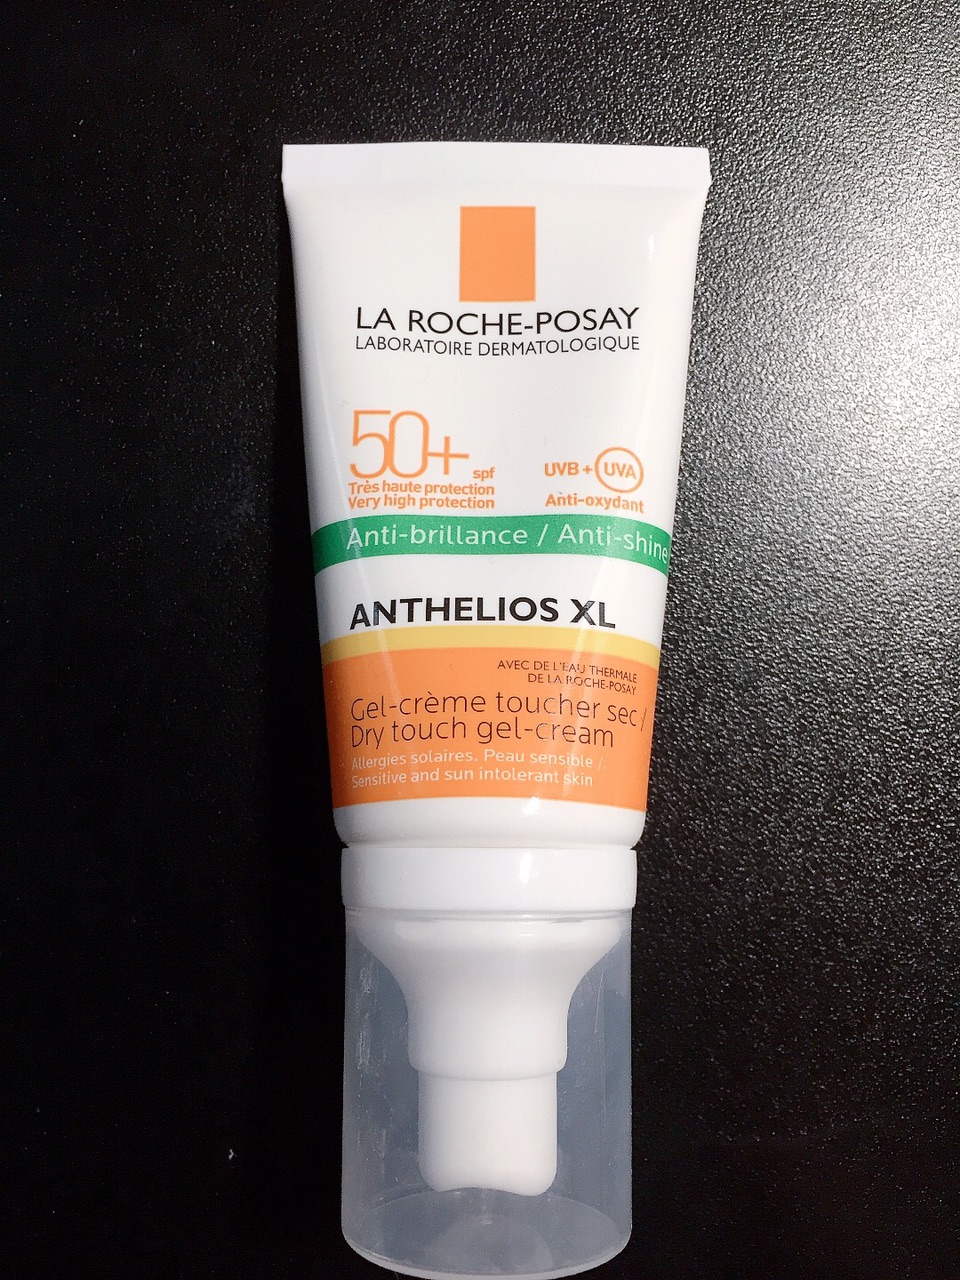 LA ROCHE-POSAY
LABORATOIRE DERMATOLOGIQUE
50+ spf
Très haute protection
Very high protection
UVB + UVA
Anti-oxydant
Anti-brillance / Anti-shine
ANTHELIOS XL
AVEC DE L'EAU THERMALE
DE LA ROCHE-POSAY
Gel-crème toucher sec /
Dry touch gel-cream
Allergies solaires. Peau sensible /
Sensitive and sun intolerant skin